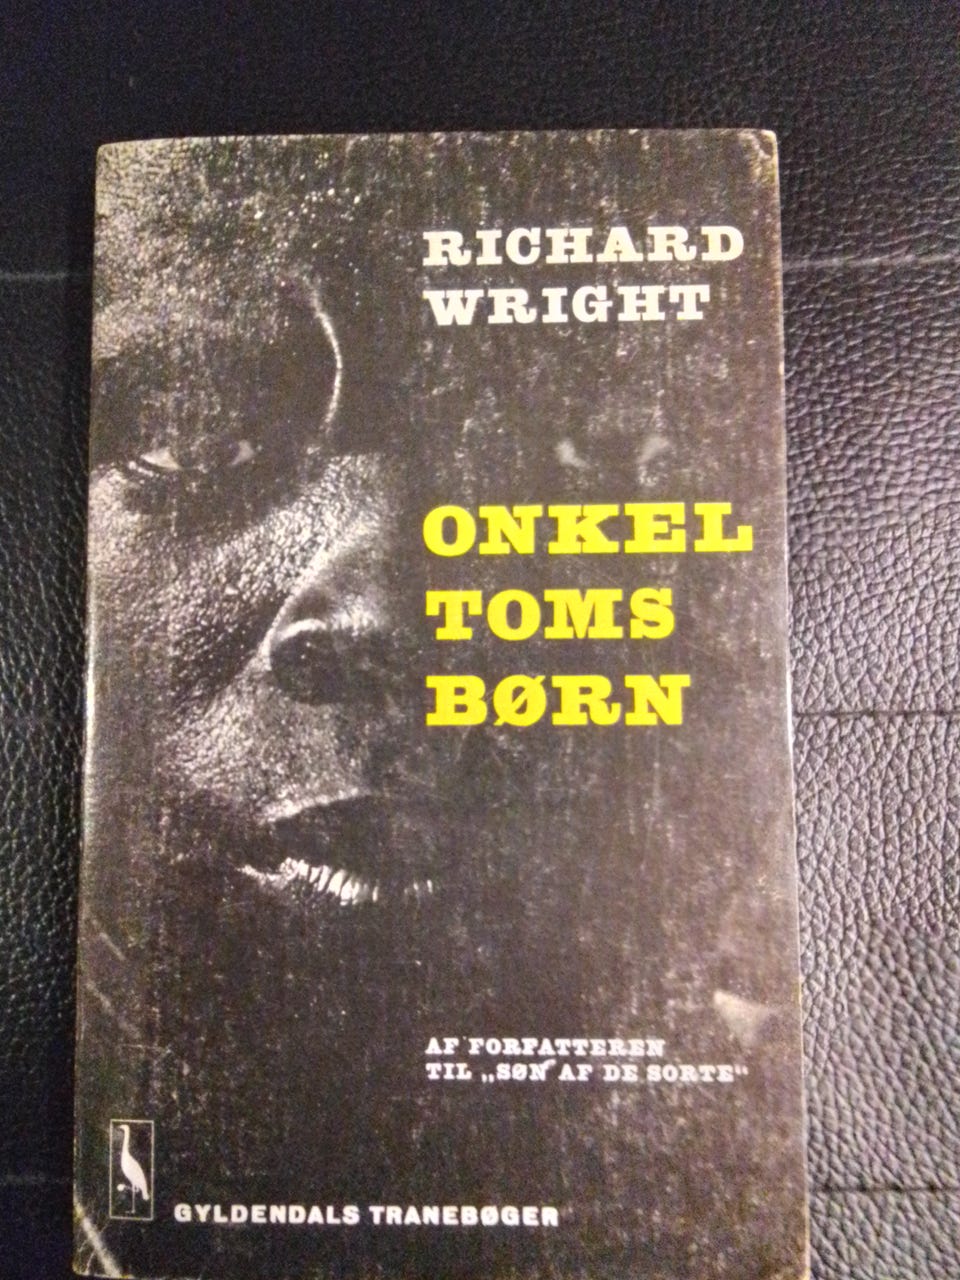 RICHARD
WRIGHT
ONKEL
TOMS
BØRN
AF FORFATTEREN
TIL „SØN AF DE SORTE“
GYLDENDALS TRANEBØGER